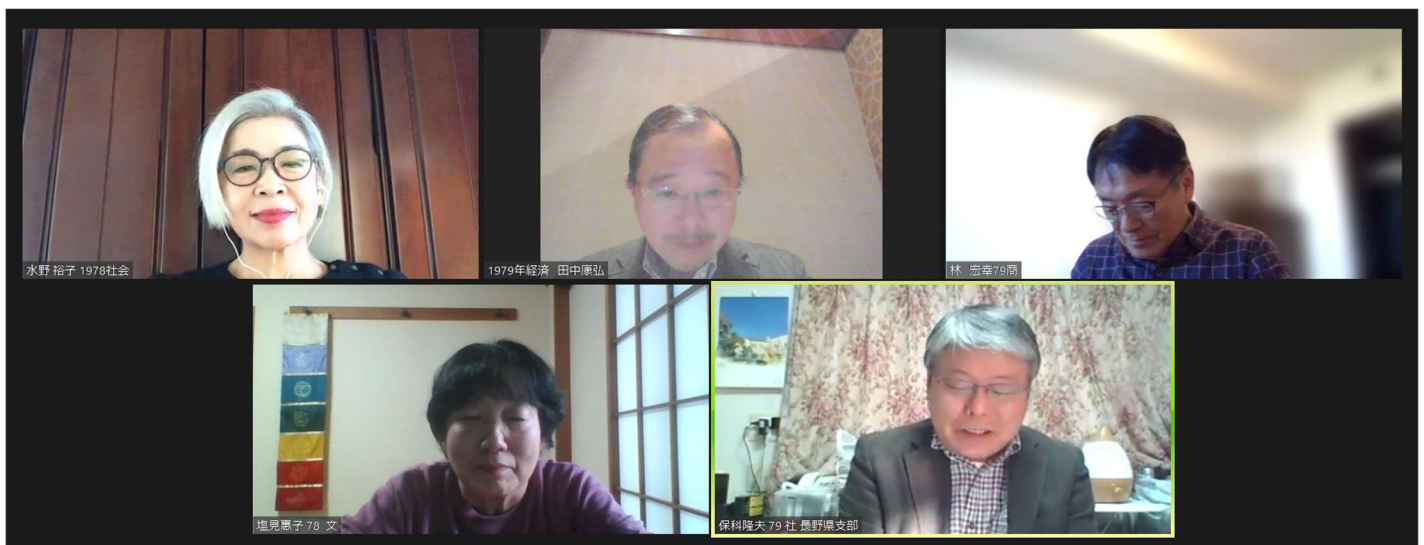 水野 裕子 1978社会
1979年経済 田中康弘
林 宏幸79商
塩見惠子 78 文
保科隆夫 79 社 長野県支部